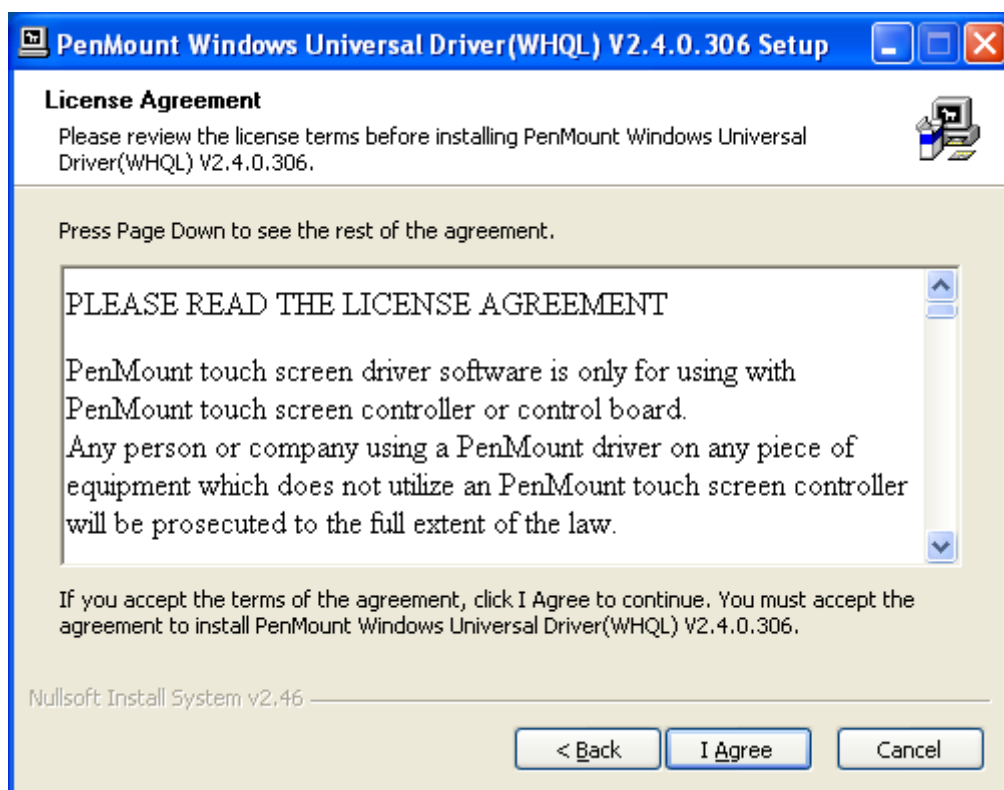 PenMount Windows Universal Driver(WHQL) V2.4.0.306 Setup
License Agreement
Please review the license terms before installing PenMount Windows Universal
Driver(WHQL) V2.4.0.306.
Press Page Down to see the rest of the agreement.
PLEASE READ THE LICENSE AGREEMENT
PenMount touch screen driver software is only for using with
PenMount touch screen controller or control board.
Any person or company using a PenMount driver on any piece of
equipment which does not utilize an PenMount touch screen controller
will be prosecuted to the full extent of the law.
If you accept the terms of the agreement, click I Agree to continue. You must accept the
agreement to install PenMount Windows Universal Driver(WHQL) V2.4.0.306.
Nullsoft Install System v2.46
< Back
I Agree
Cancel